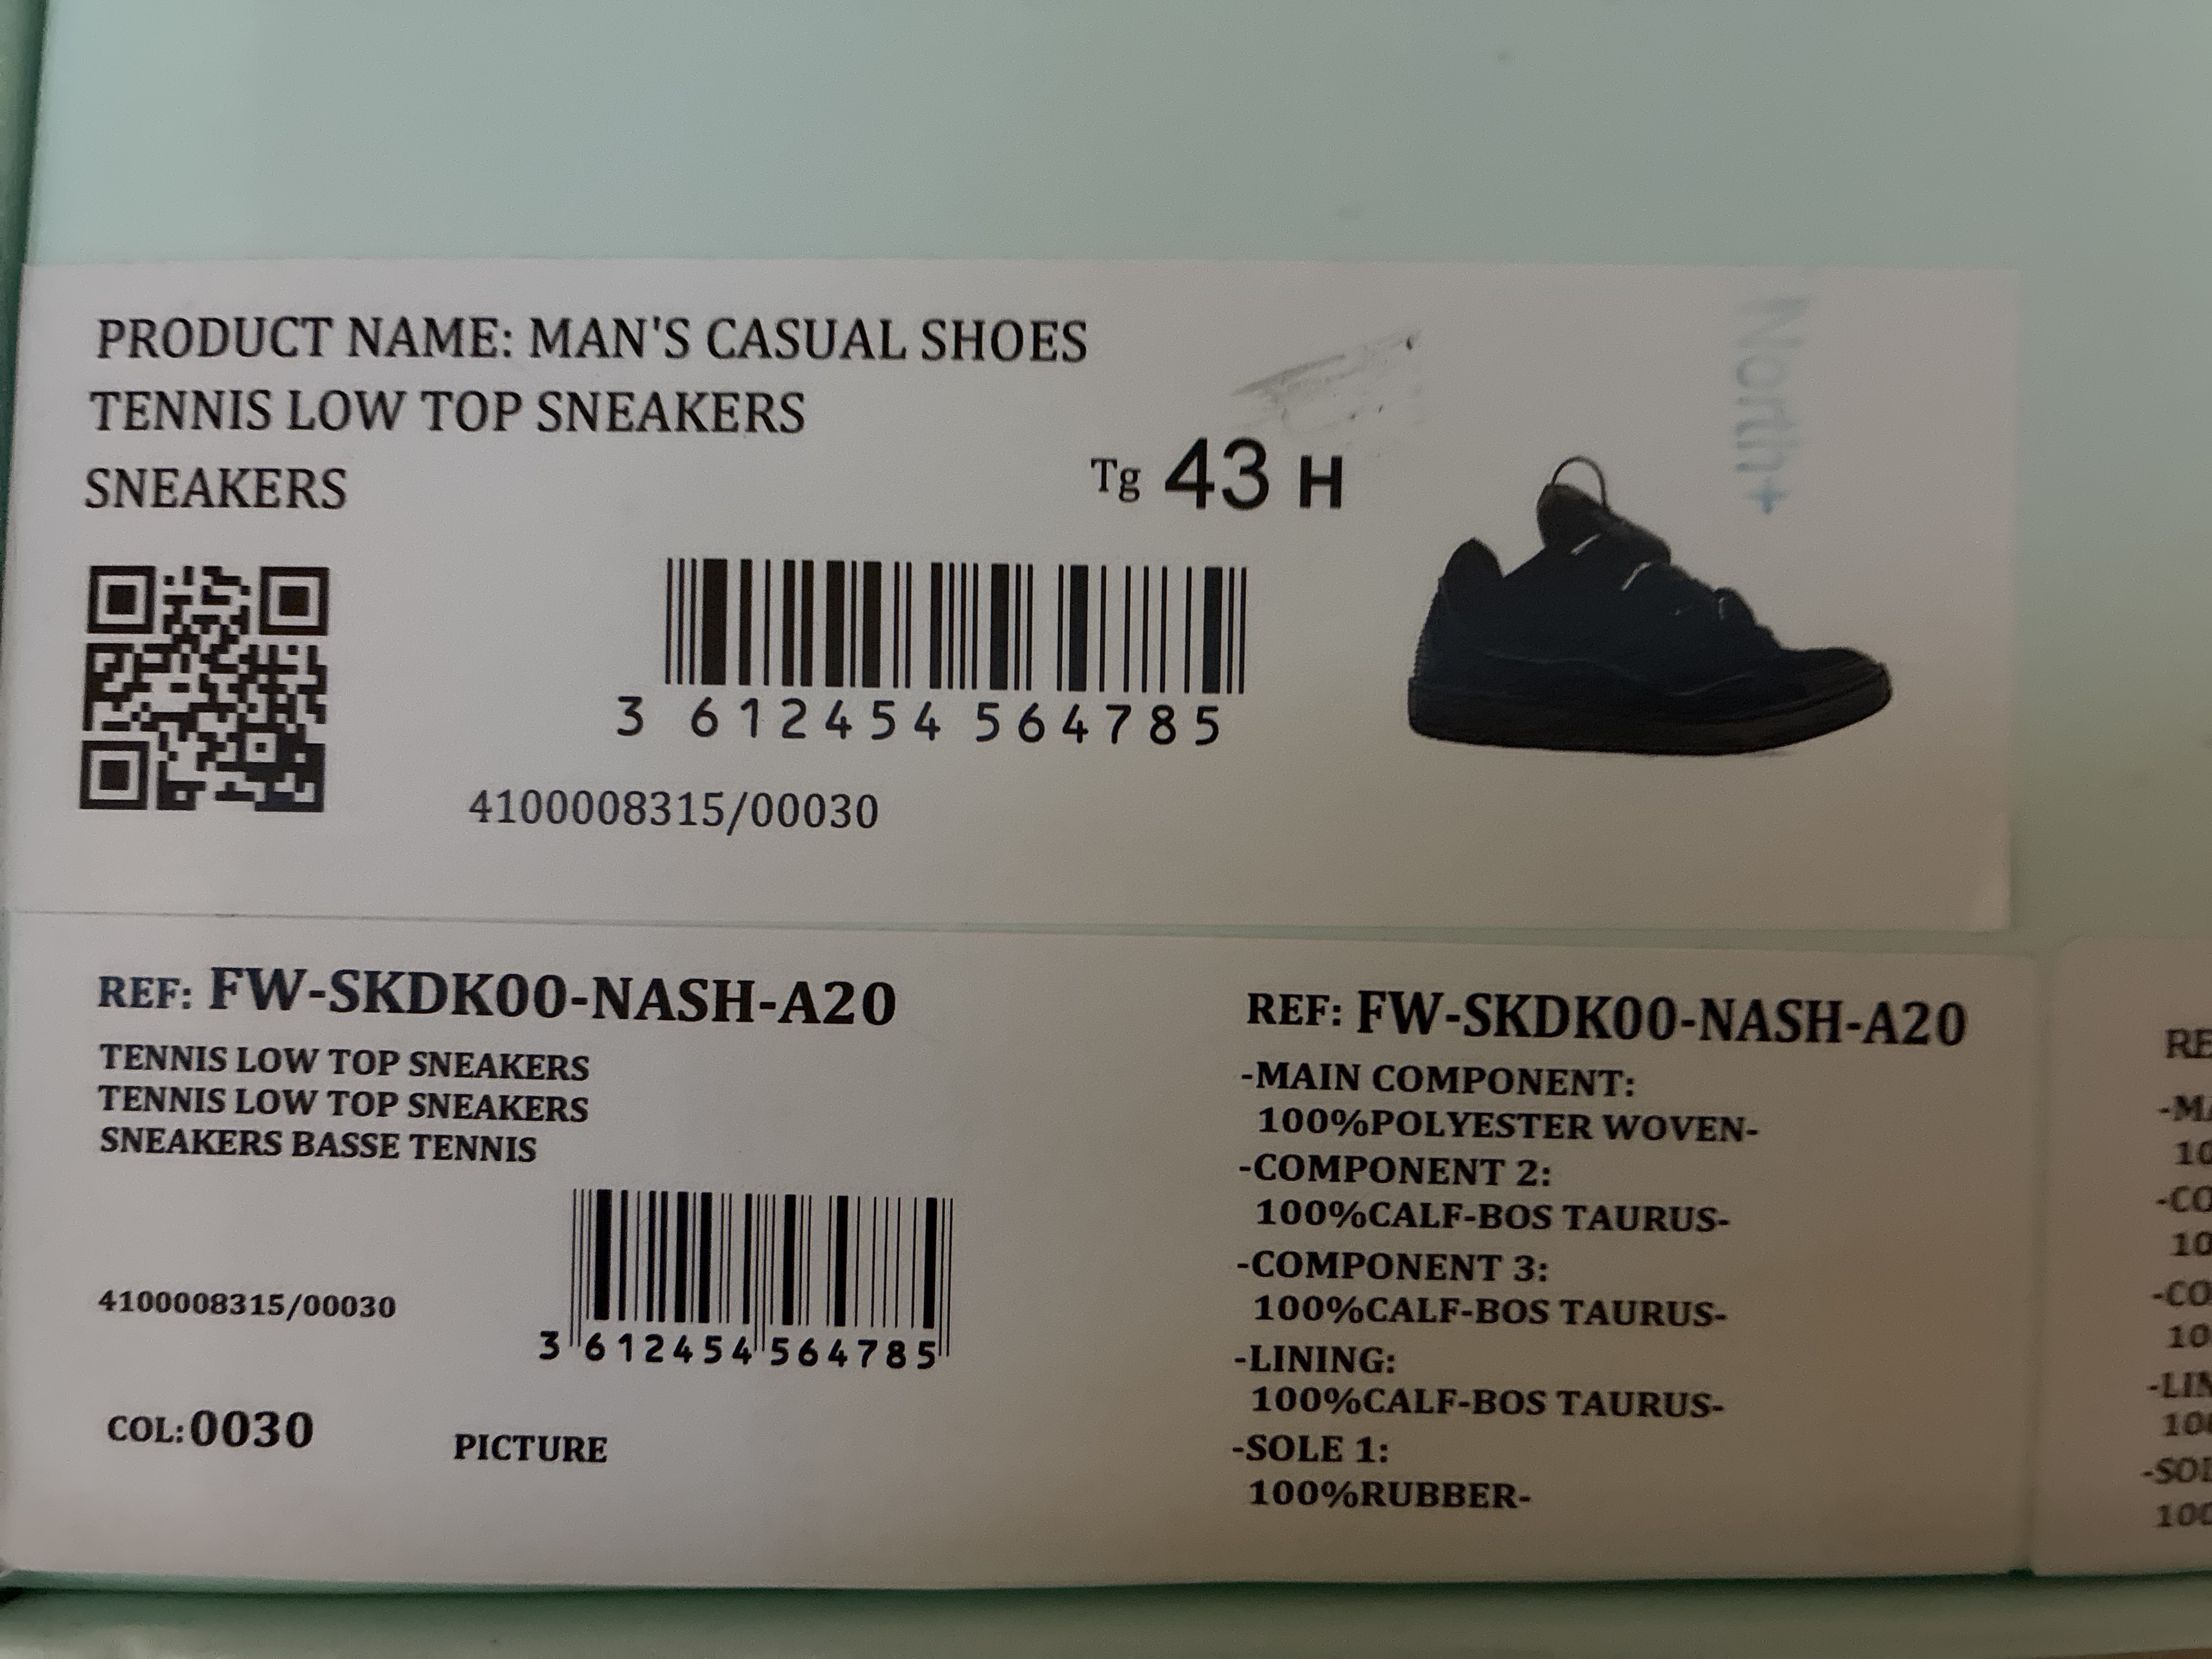 PRODUCT NAME: MAN'S CASUAL SHOES
TENNIS LOW TOP SNEAKERS
SNEAKERS
Tg 43 H
North+
3 612454 564785
4100008315/00030
REF: FW-SKDK00-NASH-A20
TENNIS LOW TOP SNEAKERS
TENNIS LOW TOP SNEAKERS
SNEAKERS BASSE TENNIS
4100008315/00030
3 612454 564785
COL:0030
PICTURE
REF: FW-SKDK00-NASH-A20
-MAIN COMPONENT:
100%POLYESTER WOVEN-
-COMPONENT 2:
100%CALF-BOS TAURUS-
-COMPONENT 3:
100%CALF-BOS TAURUS-
-LINING:
100%CALF-BOS TAURUS-
-SOLE 1:
100%RUBBER-